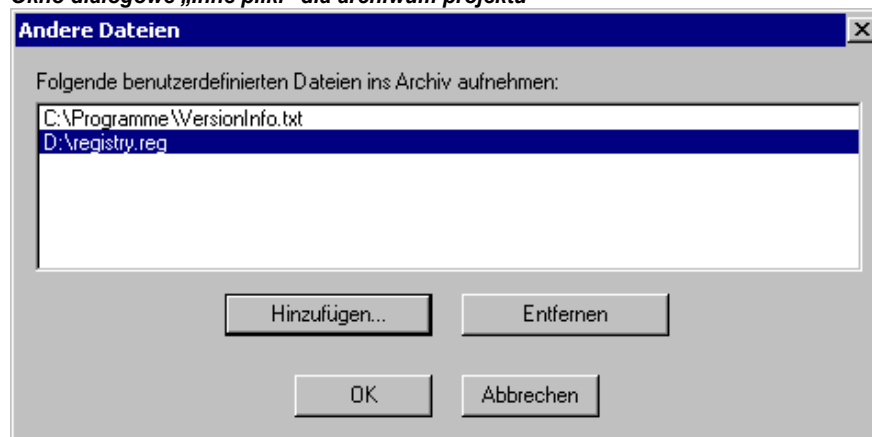 Okno dialogowe „Inne pliki” dla archiwum projektu
Andere Dateien
Folgende benutzerdefinierten Dateien ins Archiv aufnehmen:
C:\Programme\VersionInfo.txt
D:\registry.reg
Hinzufügen... Entfernen
OK Abbrechen